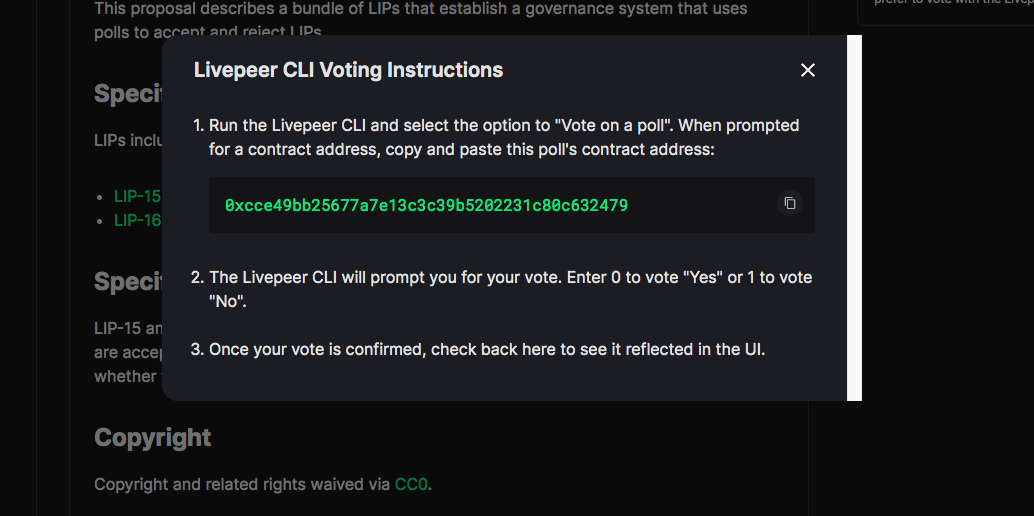 prefer to vote with the Livep
This proposal describes a bundle of LIPs that establish a governance system that uses
polls to accept and reject LIPs.
Livepeer CLI Voting Instructions
Specif
1. Run the Livepeer CLI and select the option to "Vote on a poll". When prompted
for a contract address, copy and paste this poll's contract address:
LIPs inclu
0xcce49bb25677a7e13c3c39b5202231c80c632479
• LIP-15
• LIP-16
2. The Livepeer CLI will prompt you for your vote. Enter 0 to vote "Yes" or 1 to vote
"No".
Specif
LIP-15 an
are accep
whether
3. Once your vote is confirmed, check back here to see it reflected in the UI.
Copyright
Copyright and related rights waived via CC0.